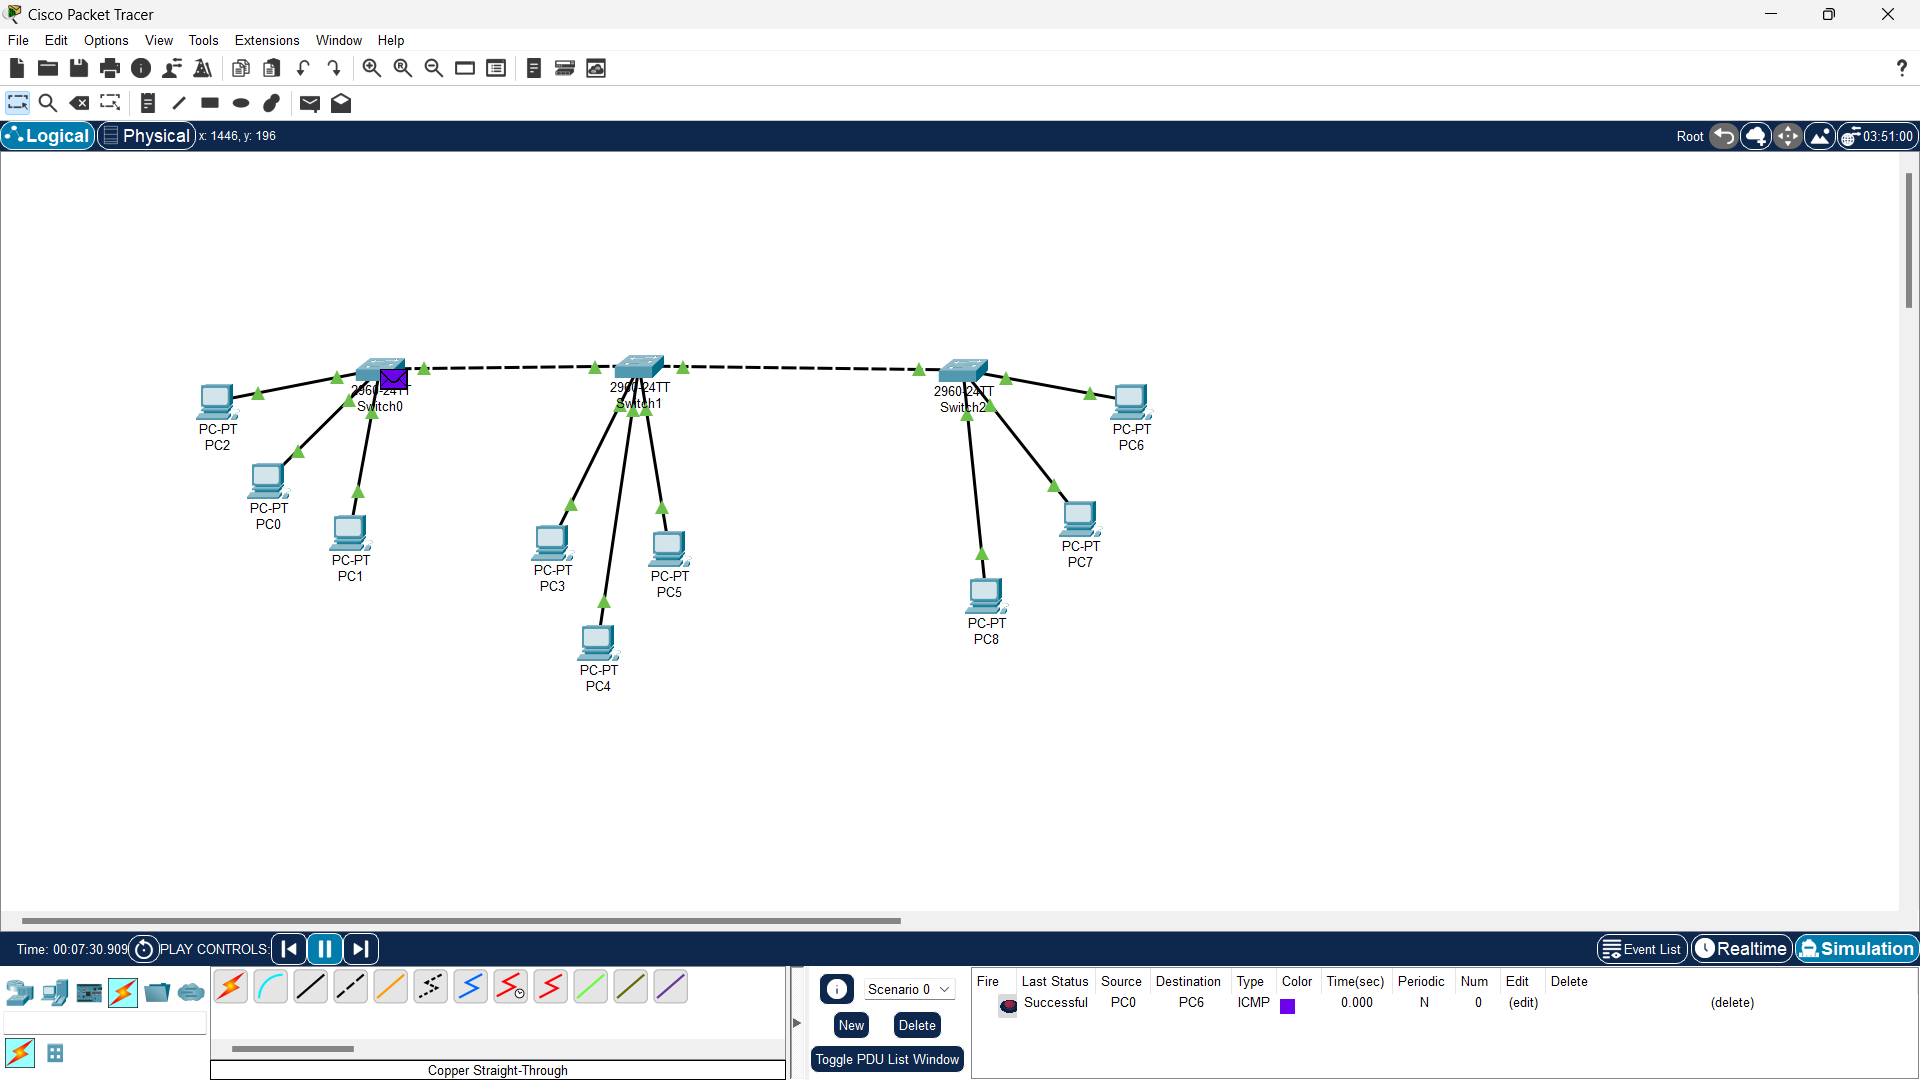 Cisco Packet Tracer
File Edit Options View Tools Extensions Window Help
?
Logical Physical x: 1446, y: 196 Root 03:51:00
2960-24TT
Switch0
2960-24TT
Switch1
2960-24TT
Switch2
PC-PT
PC2
PC-PT
PC6
PC-PT
PC0
PC-PT
PC1
PC-PT
PC3
PC-PT
PC5
PC-PT
PC7
PC-PT
PC8
PC-PT
PC4
Time: 00:07:30.909 PLAY CONTROLS: Event List Realtime Simulation
Scenario 0
New Delete
Toggle PDU List Window
Fire Last Status Source Destination Type Color Time(sec) Periodic Num Edit Delete
Successful PC0 PC6 ICMP 0.000 N 0 (edit) (delete)
Copper Straight-Through